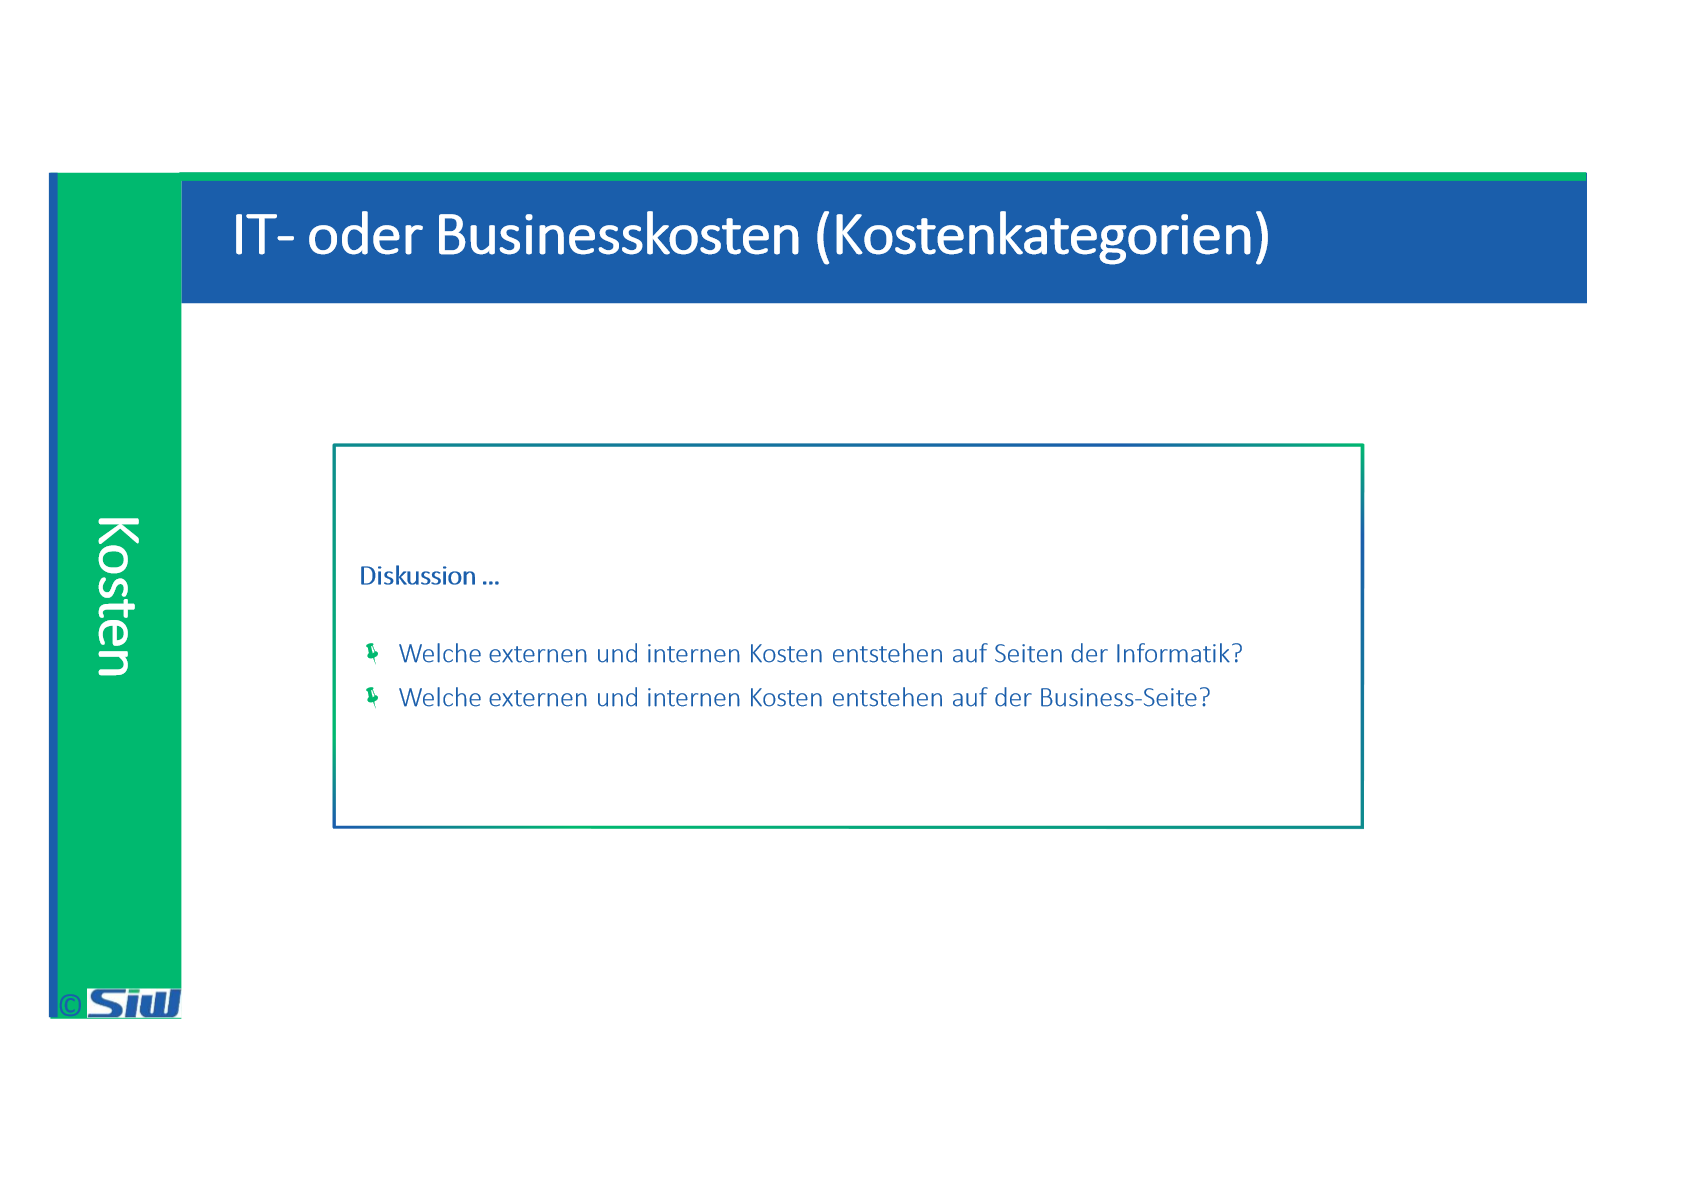 IT- oder Businesskosten (Kostenkategorien)
Kosten
Diskussion ...
Welche externen und internen Kosten entstehen auf Seiten der Informatik?
Welche externen und internen Kosten entstehen auf der Business-Seite?
© SiW